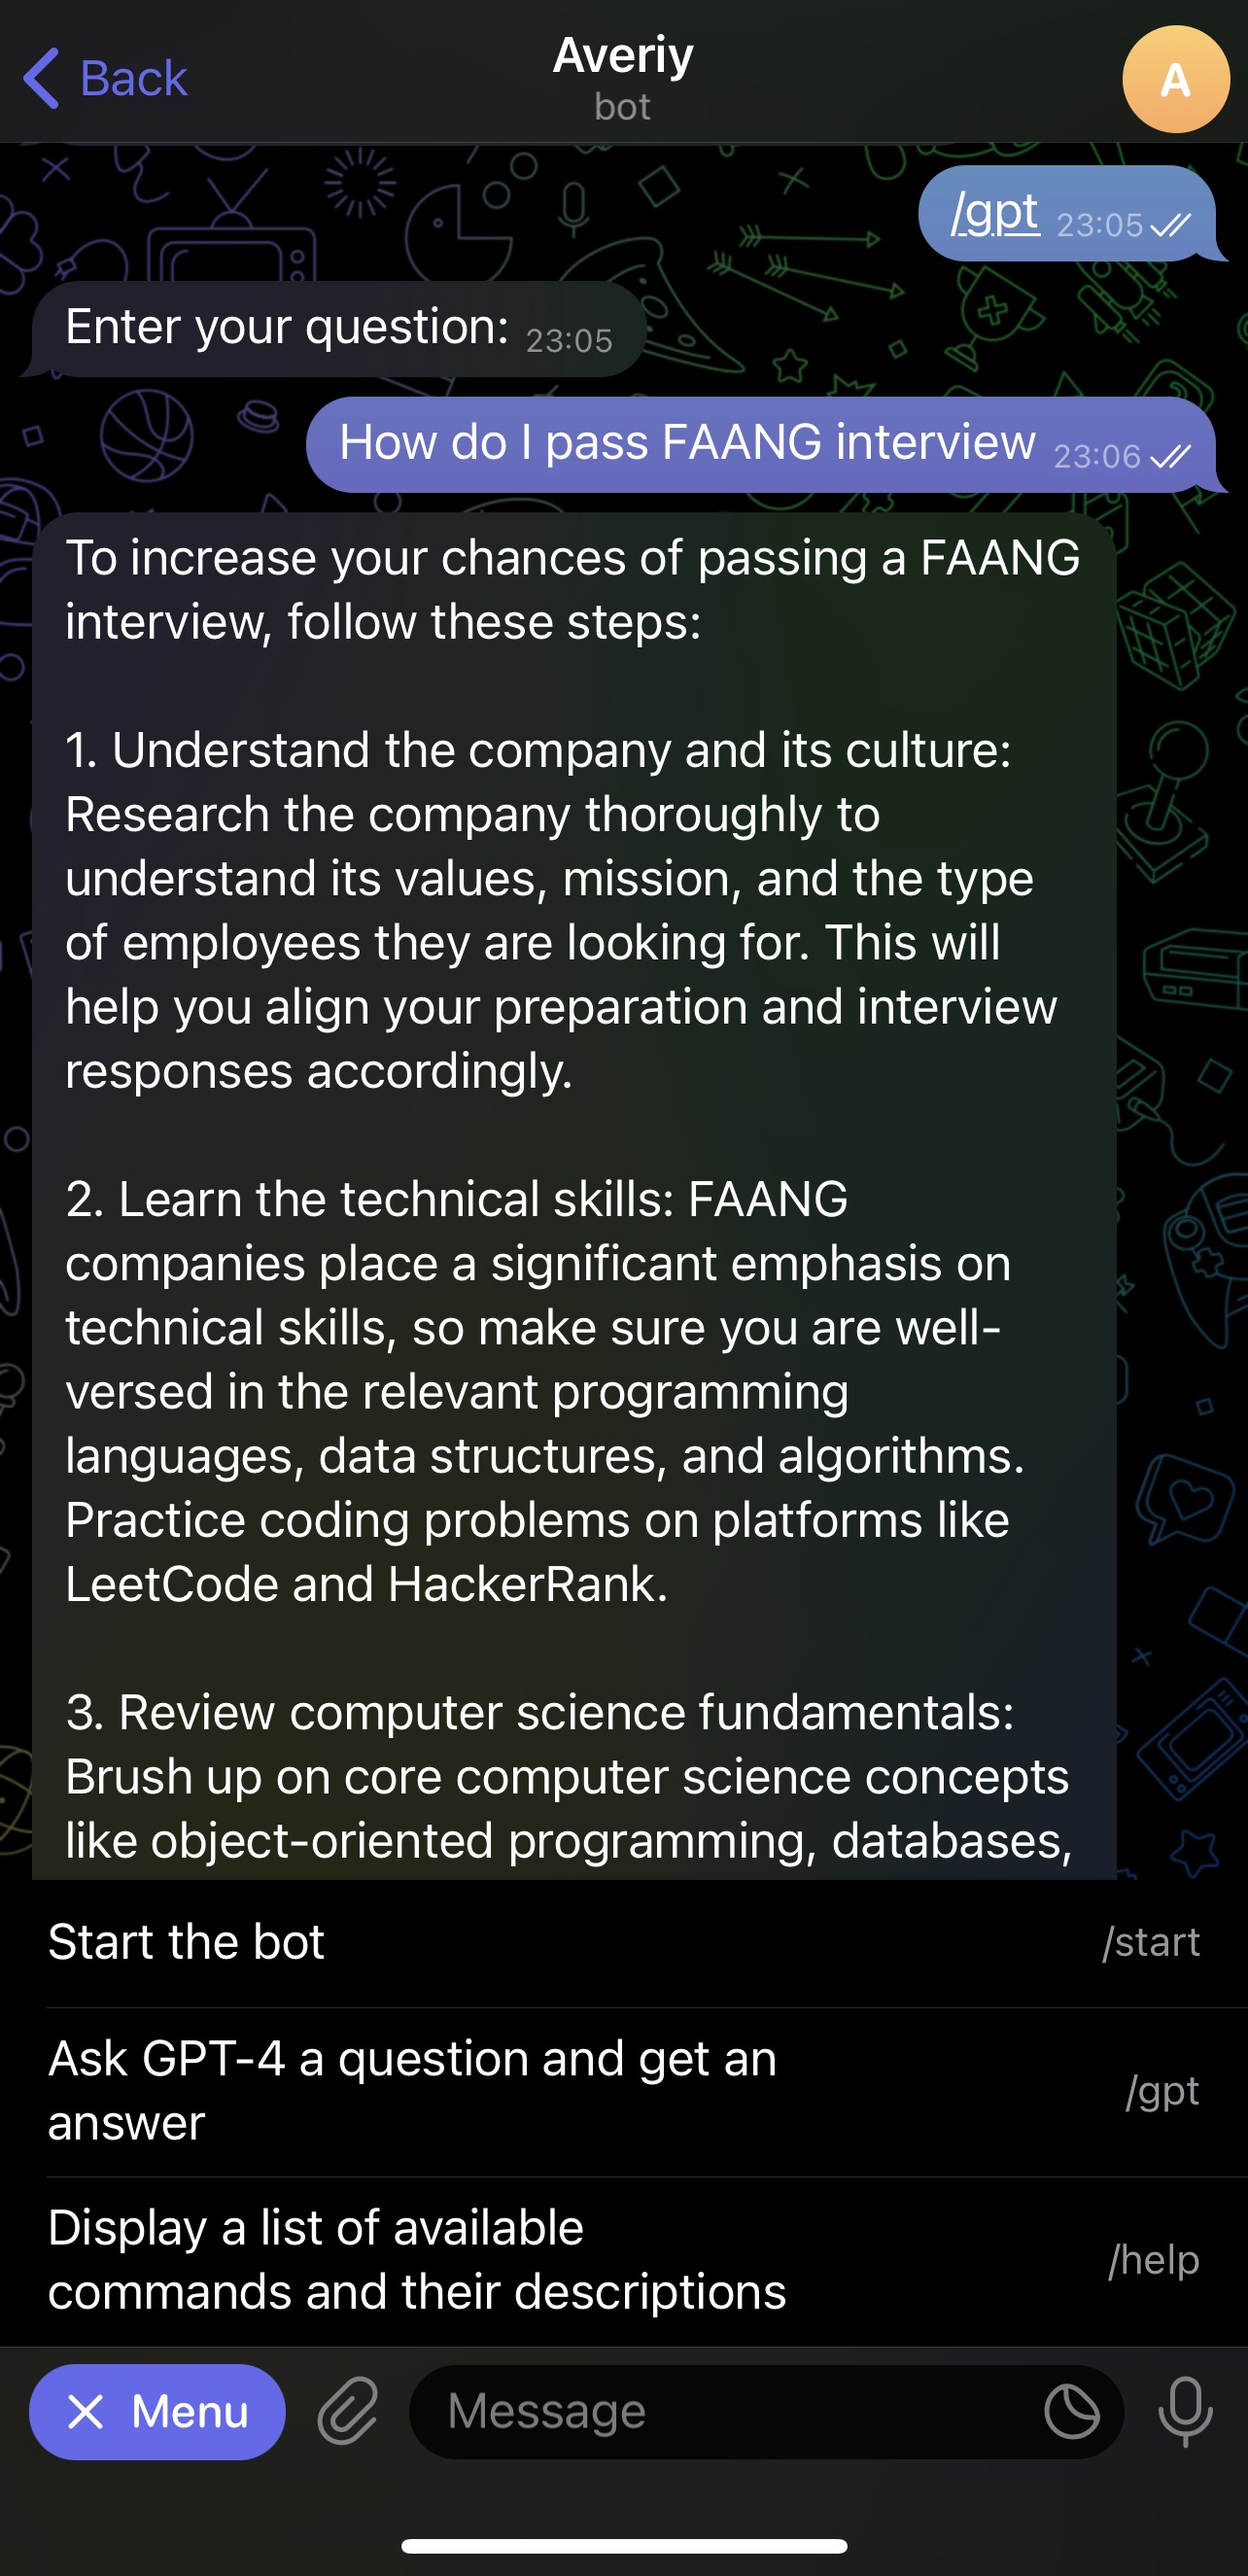 Back
Averiy
bot
A
/gpt 23:05
Enter your question: 23:05
How do I pass FAANG interview 23:06
To increase your chances of passing a FAANG
interview, follow these steps:
1. Understand the company and its culture:
Research the company thoroughly to
understand its values, mission, and the type
of employees they are looking for. This will
help you align your preparation and interview
responses accordingly.
2. Learn the technical skills: FAANG
companies place a significant emphasis on
technical skills, so make sure you are well-
versed in the relevant programming
languages, data structures, and algorithms.
Practice coding problems on platforms like
LeetCode and HackerRank.
3. Review computer science fundamentals:
Brush up on core computer science concepts
like object-oriented programming, databases,
Start the bot /start
Ask GPT-4 a question and get an
answer /gpt
Display a list of available
commands and their descriptions /help
Menu Message